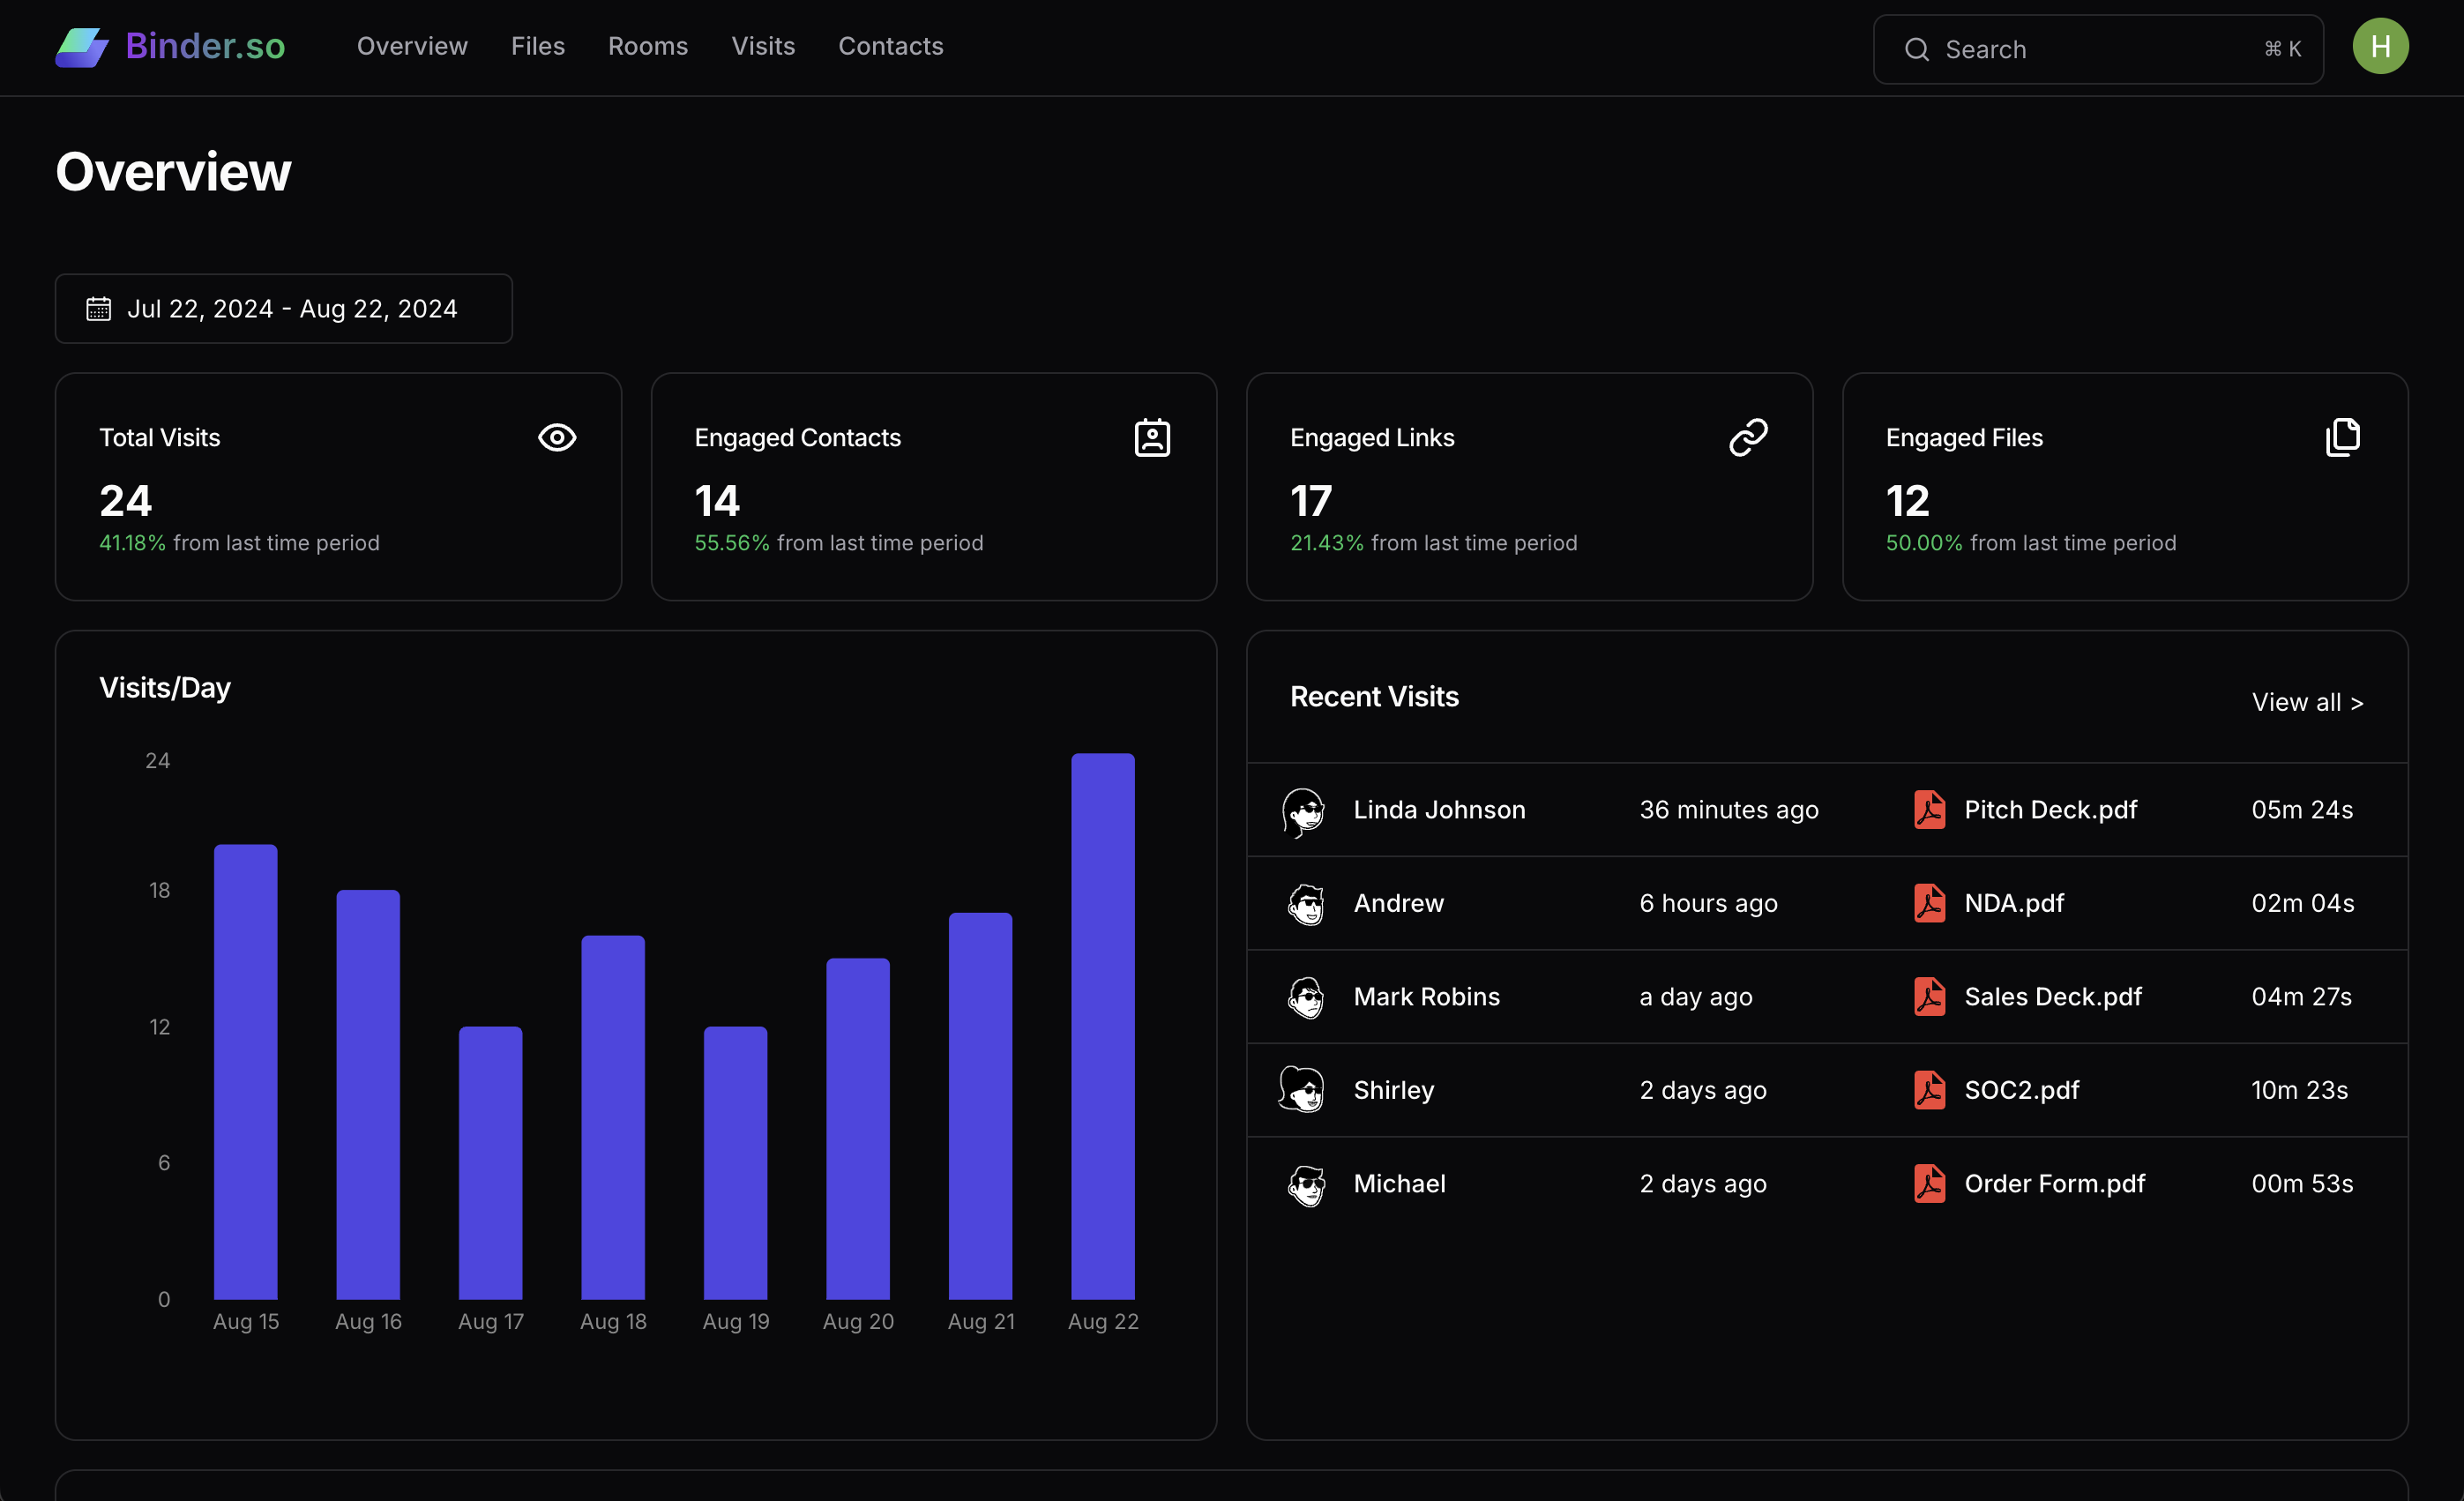 Binder.so Overview Files Rooms Visits Contacts Search ⌘ K H
Overview
Jul 22, 2024 - Aug 22, 2024
Total Visits
24
41.18% from last time period
Engaged Contacts
14
55.56% from last time period
Engaged Links
17
21.43% from last time period
Engaged Files
12
50.00% from last time period
Visits/Day
24
18
12
6
0
Aug 15 Aug 16 Aug 17 Aug 18 Aug 19 Aug 20 Aug 21 Aug 22
Recent Visits View all >
Linda Johnson 36 minutes ago Pitch Deck.pdf 05m 24s
Andrew 6 hours ago NDA.pdf 02m 04s
Mark Robins a day ago Sales Deck.pdf 04m 27s
Shirley 2 days ago SOC2.pdf 10m 23s
Michael 2 days ago Order Form.pdf 00m 53s